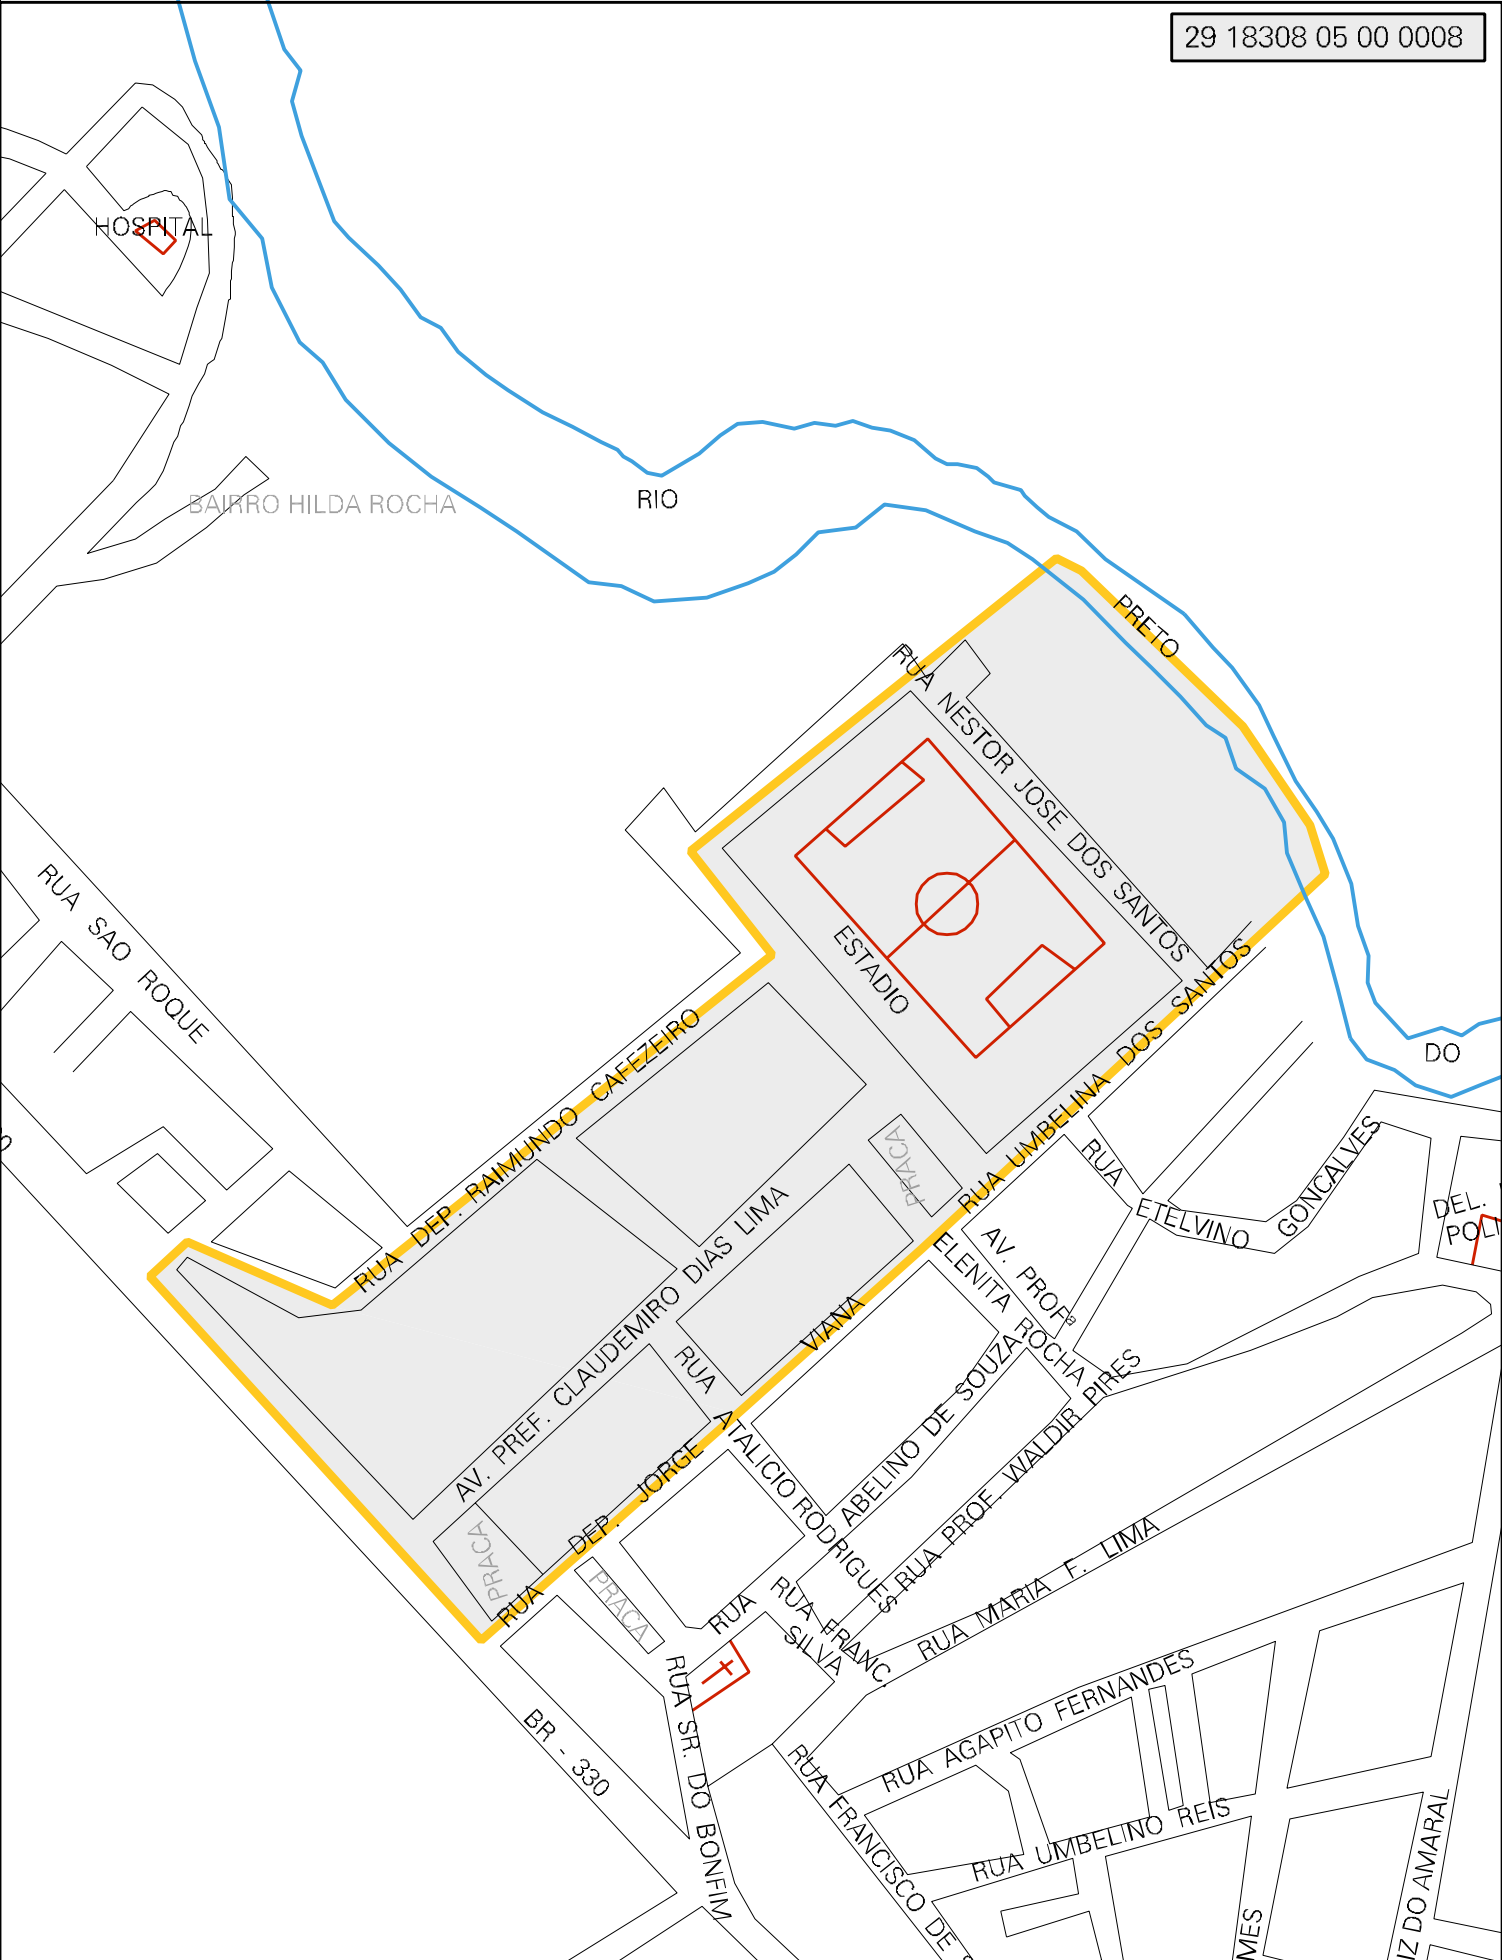 29 18308 05 00 0008
HOSPITAL
BAIRRO HILDA ROCHA
RIO
PRETO
DO
RUA NESTOR JOSE DOS SANTOS
ESTADIO
RUA SAO ROQUE
RUA DEP. RAIMUNDO CAFEZEIRO
RUA UMBELINA DOS SANTOS
PRACA
AV. PREF. CLAUDEMIRO DIAS LIMA
RUA ETELVINO GONCALVES
DEL.
POLI
AV. PROFª
ELENITA ROCHA
RUA DEP. JORGE VIANA
RUA ATALICIO RODRIGUES
RUA ABELINO DE SOUZA
RUA PROF. WALDIR PIRES
PRACA
PRACA
RUA FRANC.
SILVA
RUA MARIA F. LIMA
RUA SR. DO BONFIM
BR - 330
RUA AGAPITO FERNANDES
RUA FRANCISCO DE
RUA UMBELINO REIS
MES
IZ DO AMARAL